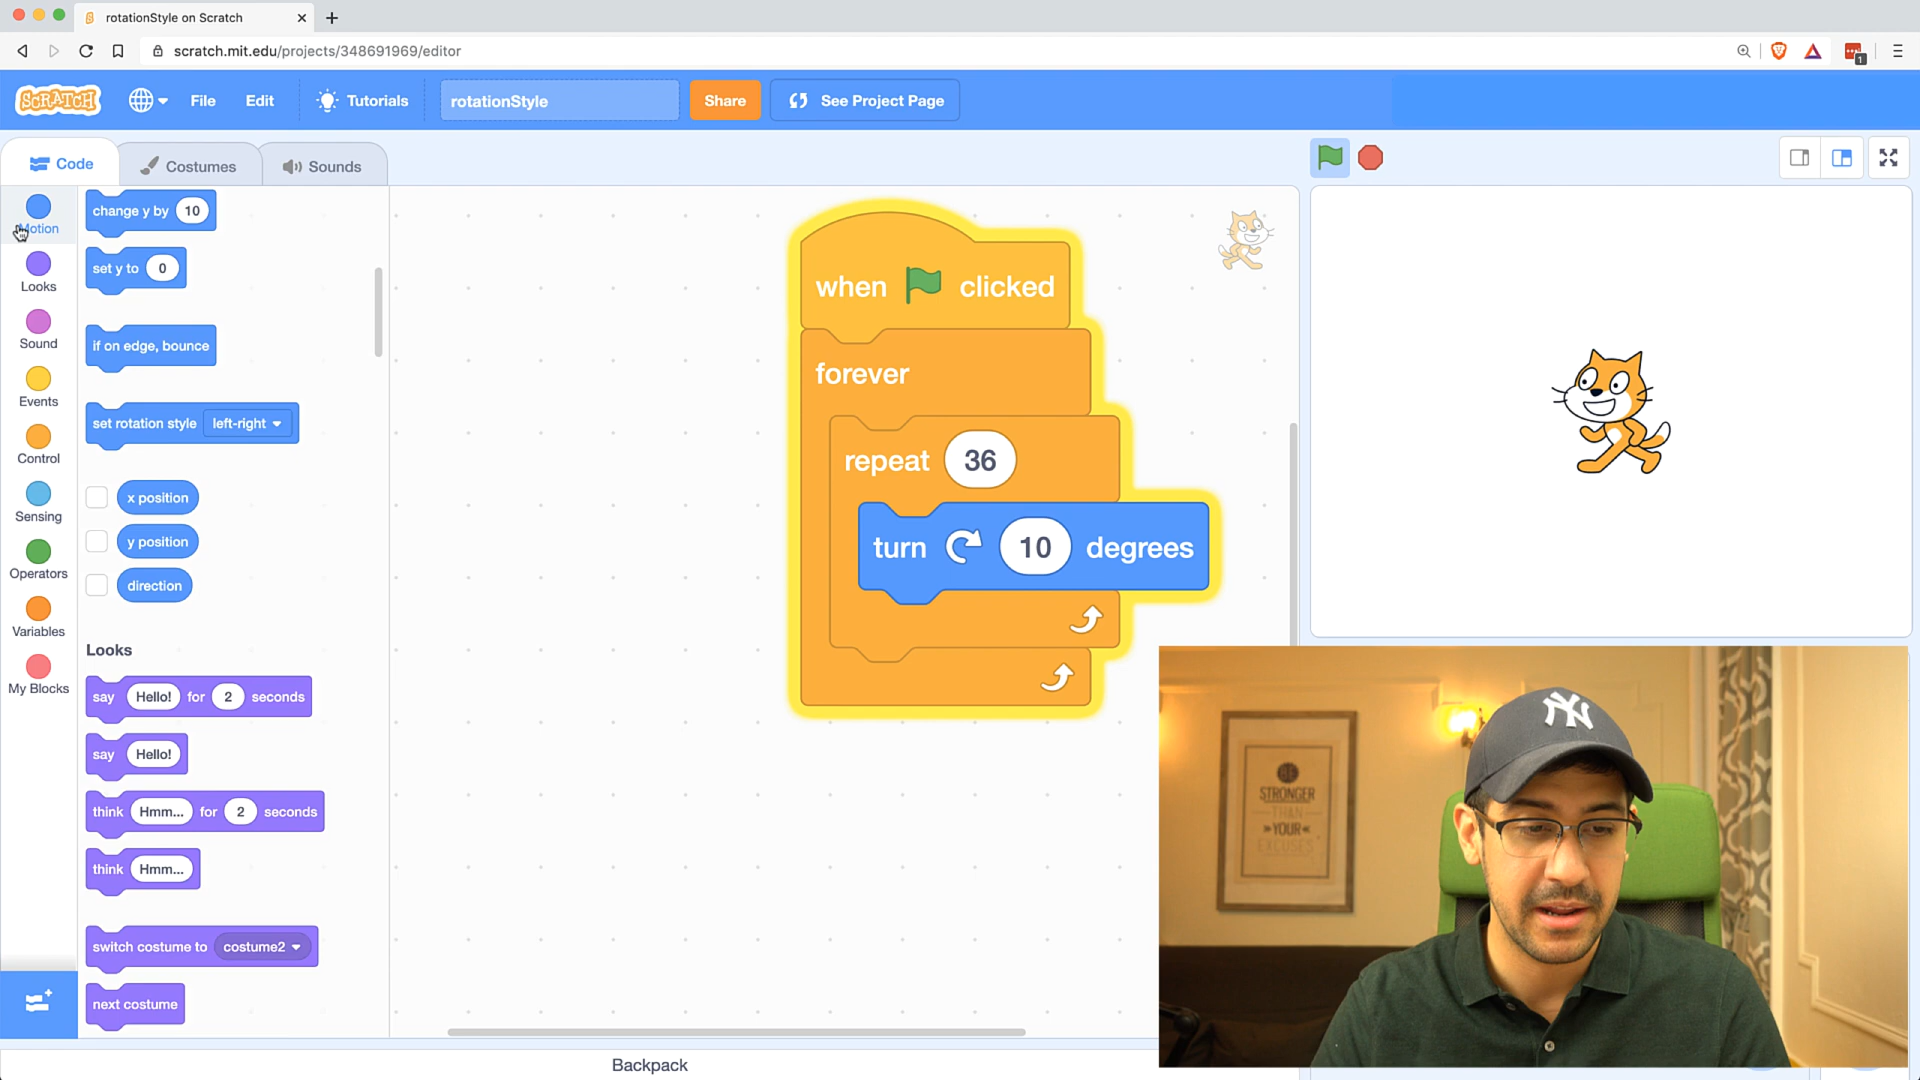 rotationStyle on Scratch
scratch.mit.edu/projects/348691969/editor
1
SCRATCH
File
Edit
Tutorials
rotationStyle
Share
See Project Page
Code
Costumes
Sounds
Motion
Looks
Sound
Events
Control
Sensing
Operators
Variables
My Blocks
change y by 10
set y to 0
if on edge, bounce
set rotation style left-right
x position
y position
direction
Looks
say Hello! for 2 seconds
say Hello!
think Hmm... for 2 seconds
think Hmm...
switch costume to costume2
next costume
when clicked
forever
repeat 36
turn 10 degrees
Backpack
BE
STRONGER
THAN
YOUR
EXCUSES
NY